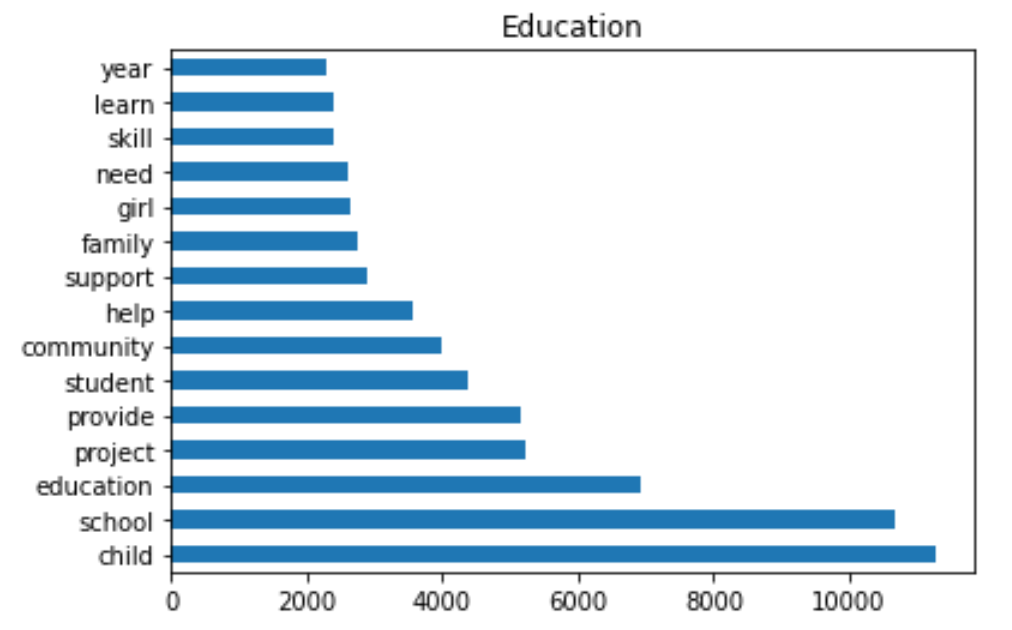 Education
year
learn
skill
need
girl
family
support
help
community
student
provide
project
education
school
child
0 2000 4000 6000 8000 10000